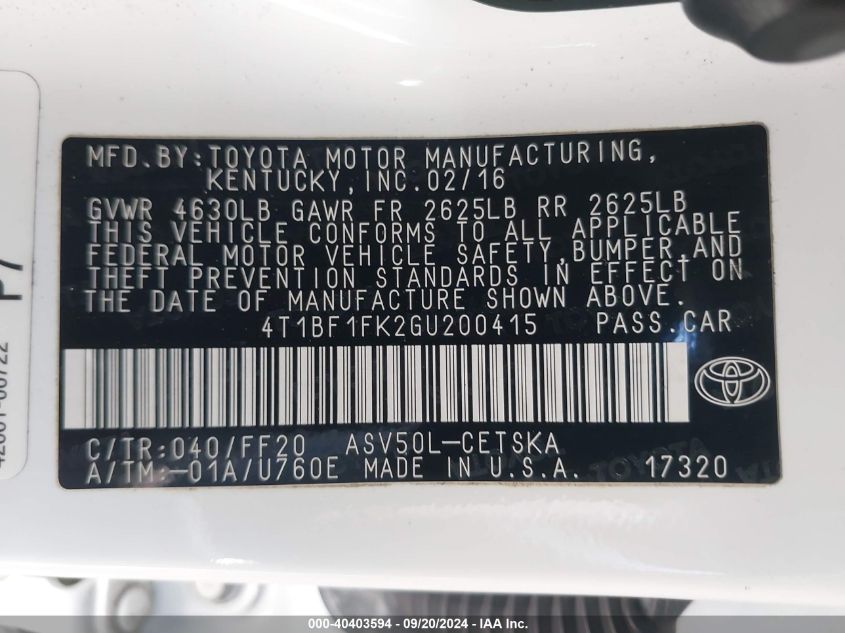 MFD.BY:TOYOTA MOTOR MANUFACTURING,
KENTUCKY,INC.02/16
GVWR 4630LB GAWR FR 2625LB RR 2625LB
THIS VEHICLE CONFORMS TO ALL APPLICABLE
FEDERAL MOTOR VEHICLE SAFETY,BUMPER,AND
THEFT PREVENTION STANDARDS IN EFFECT ON
THE DATE OF MANUFACTURE SHOWN ABOVE.
4T1BF1FK2GU200415 PASS.CAR
C/TR:040/FF20 ASV50L-CETSKA
A/TM:-01A/U760E MADE IN U.S.A. 17320
000-40403594 - 09/20/2024 - IAA Inc.